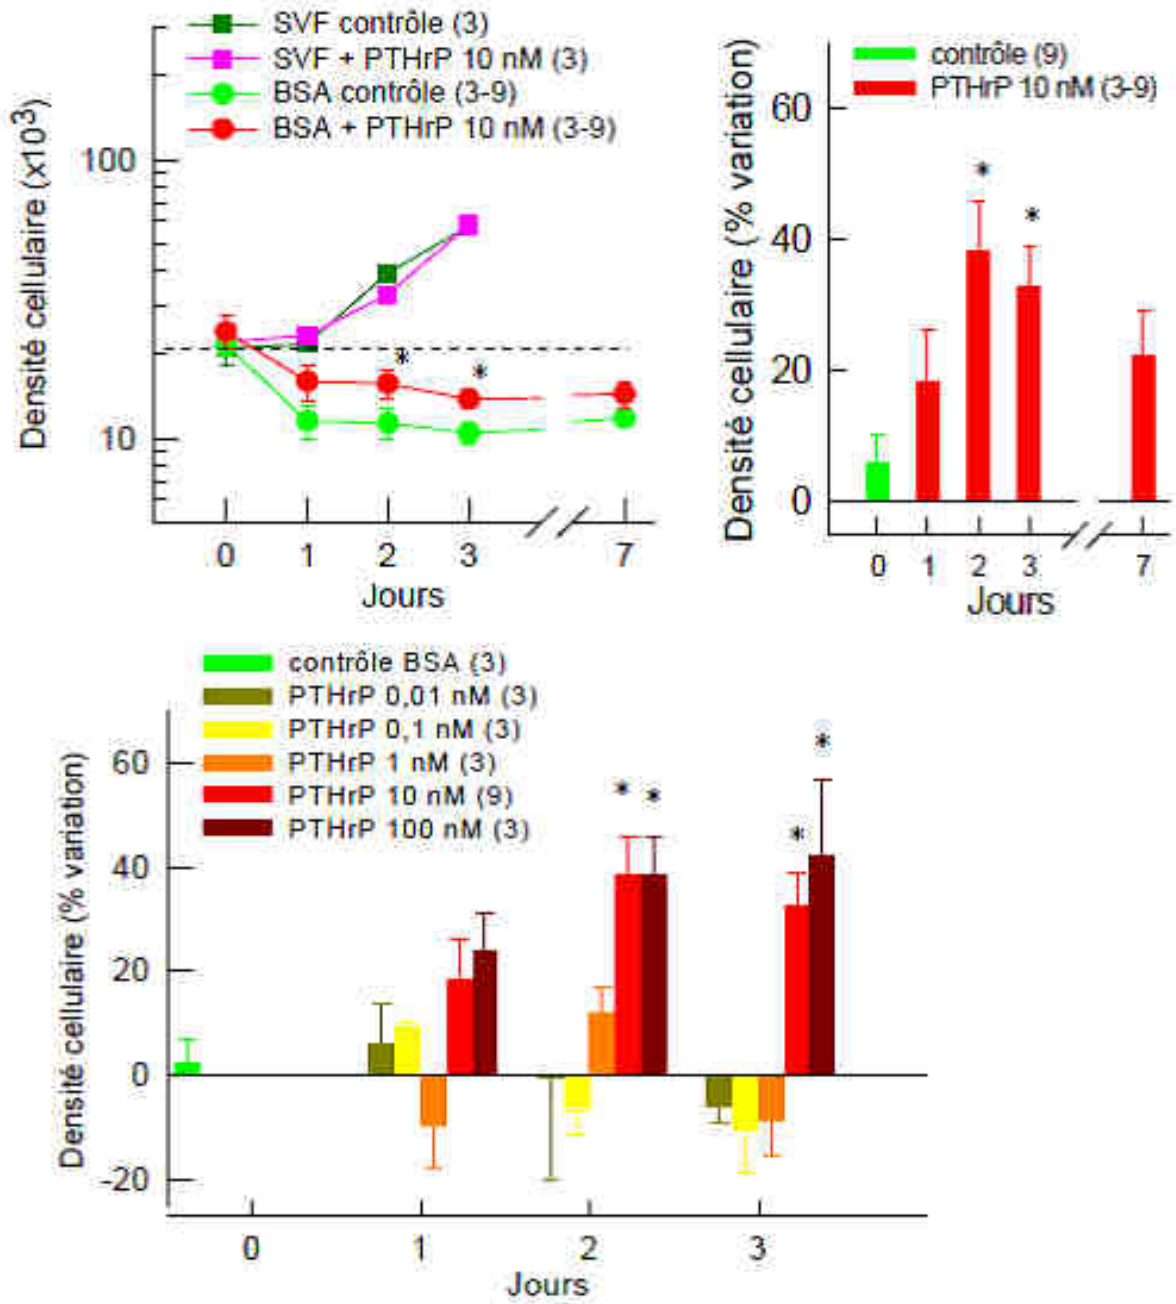 SVF contrôle (3)
SVF + PTHrP 10 nM (3)
BSA contrôle (3-9)
BSA + PTHrP 10 nM (3-9)
Densité cellulaire (x10³)
100
10
*
*
0 1 2 3 7
Jours
contrôle (9)
PTHrP 10 nM (3-9)
Densité cellulaire (% variation)
60
40
20
0
*
*
0 1 2 3 7
Jours
contrôle BSA (3)
PTHrP 0,01 nM (3)
PTHrP 0,1 nM (3)
PTHrP 1 nM (3)
PTHrP 10 nM (9)
PTHrP 100 nM (3)
Densité cellulaire (% variation)
60
40
20
0
-20
* *
* *
0 1 2 3
Jours